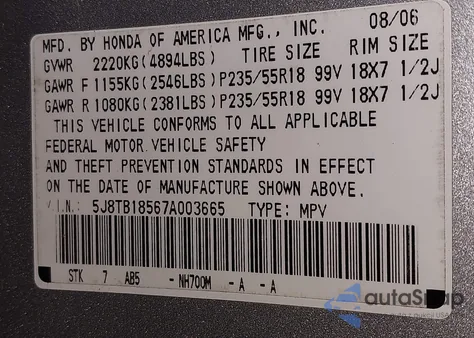 MFD. BY HONDA OF AMERICA MFG., INC. 08/06
GVWR 2220KG(4894LBS) TIRE SIZE RIM SIZE
GAWR F 1155KG(2546LBS) P235/55R18 99V 18X7 1/2J
GAWR R 1080KG(2381LBS) P235/55R18 99V 18X7 1/2J
THIS VEHICLE CONFORMS TO ALL APPLICABLE
FEDERAL MOTOR VEHICLE SAFETY
AND THEFT PREVENTION STANDARDS IN EFFECT
ON THE DATE OF MANUFACTURE SHOWN ABOVE.
V.I.N.: 5J8TB18567A003665 TYPE: MPV
STK 7 AB5 -NH700M -A -A
autoSnap